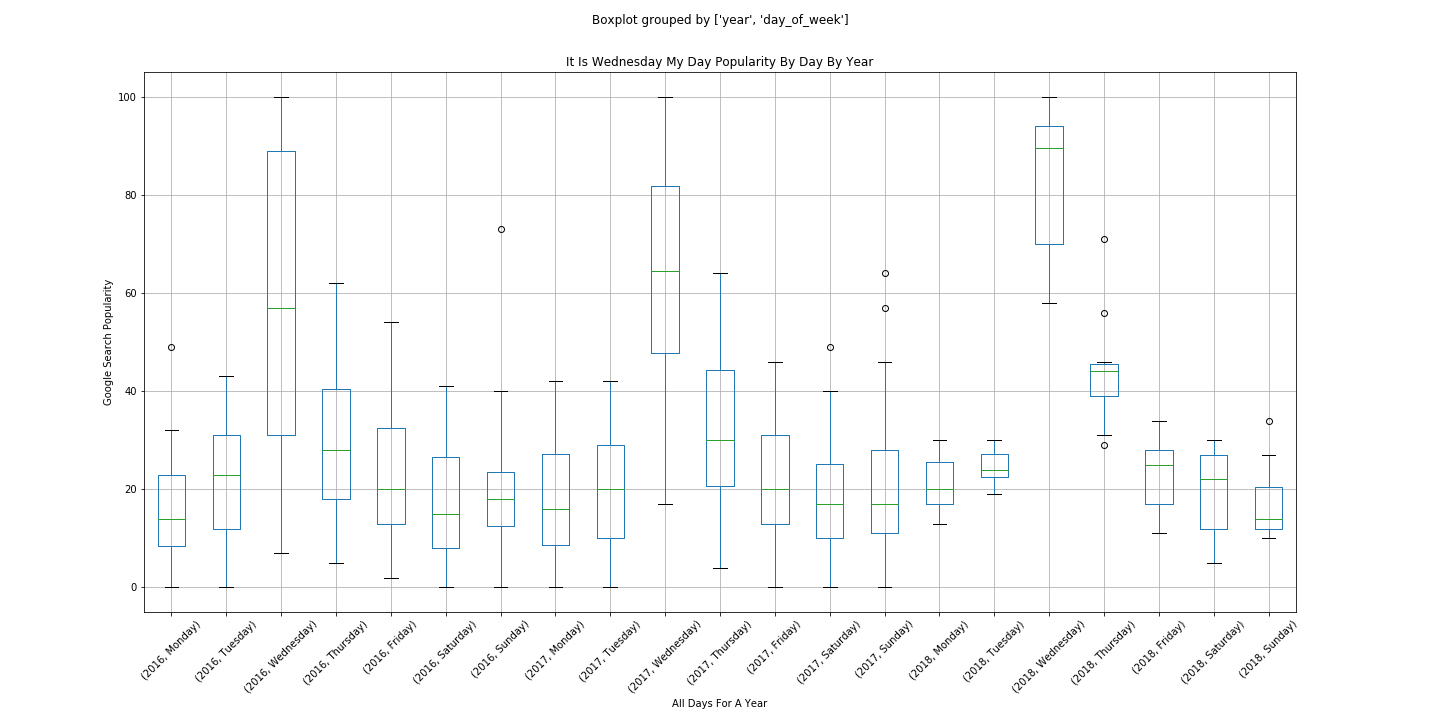 Boxplot grouped by ['year', 'day_of_week']
It Is Wednesday My Day Popularity By Day By Year
Google Search Popularity
100
80
60
40
20
0
(2016, Monday)
(2016, Tuesday)
(2016, Wednesday)
(2016, Thursday)
(2016, Friday)
(2016, Saturday)
(2016, Sunday)
(2017, Monday)
(2017, Tuesday)
(2017, Wednesday)
(2017, Thursday)
(2017, Friday)
(2017, Saturday)
(2017, Sunday)
(2018, Monday)
(2018, Tuesday)
(2018, Wednesday)
(2018, Thursday)
(2018, Friday)
(2018, Saturday)
(2018, Sunday)
All Days For A Year